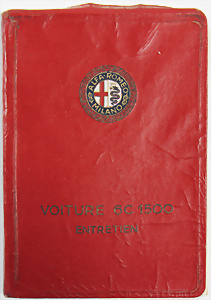 ALFA-ROMEO
MILANO
VOITURE 6C.1500
ENTRETIEN